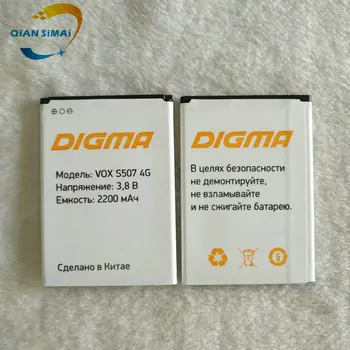 QIAN SiMAi
DIGMA
Модель: VOX S507 4G
Напряжение: 3,8 В
Емкость: 2200 мАч
Сделано в Китае
DIGMA
В целях безопасности
не демонтируйте,
не взламывайте
и не сжигайте батарею.
5